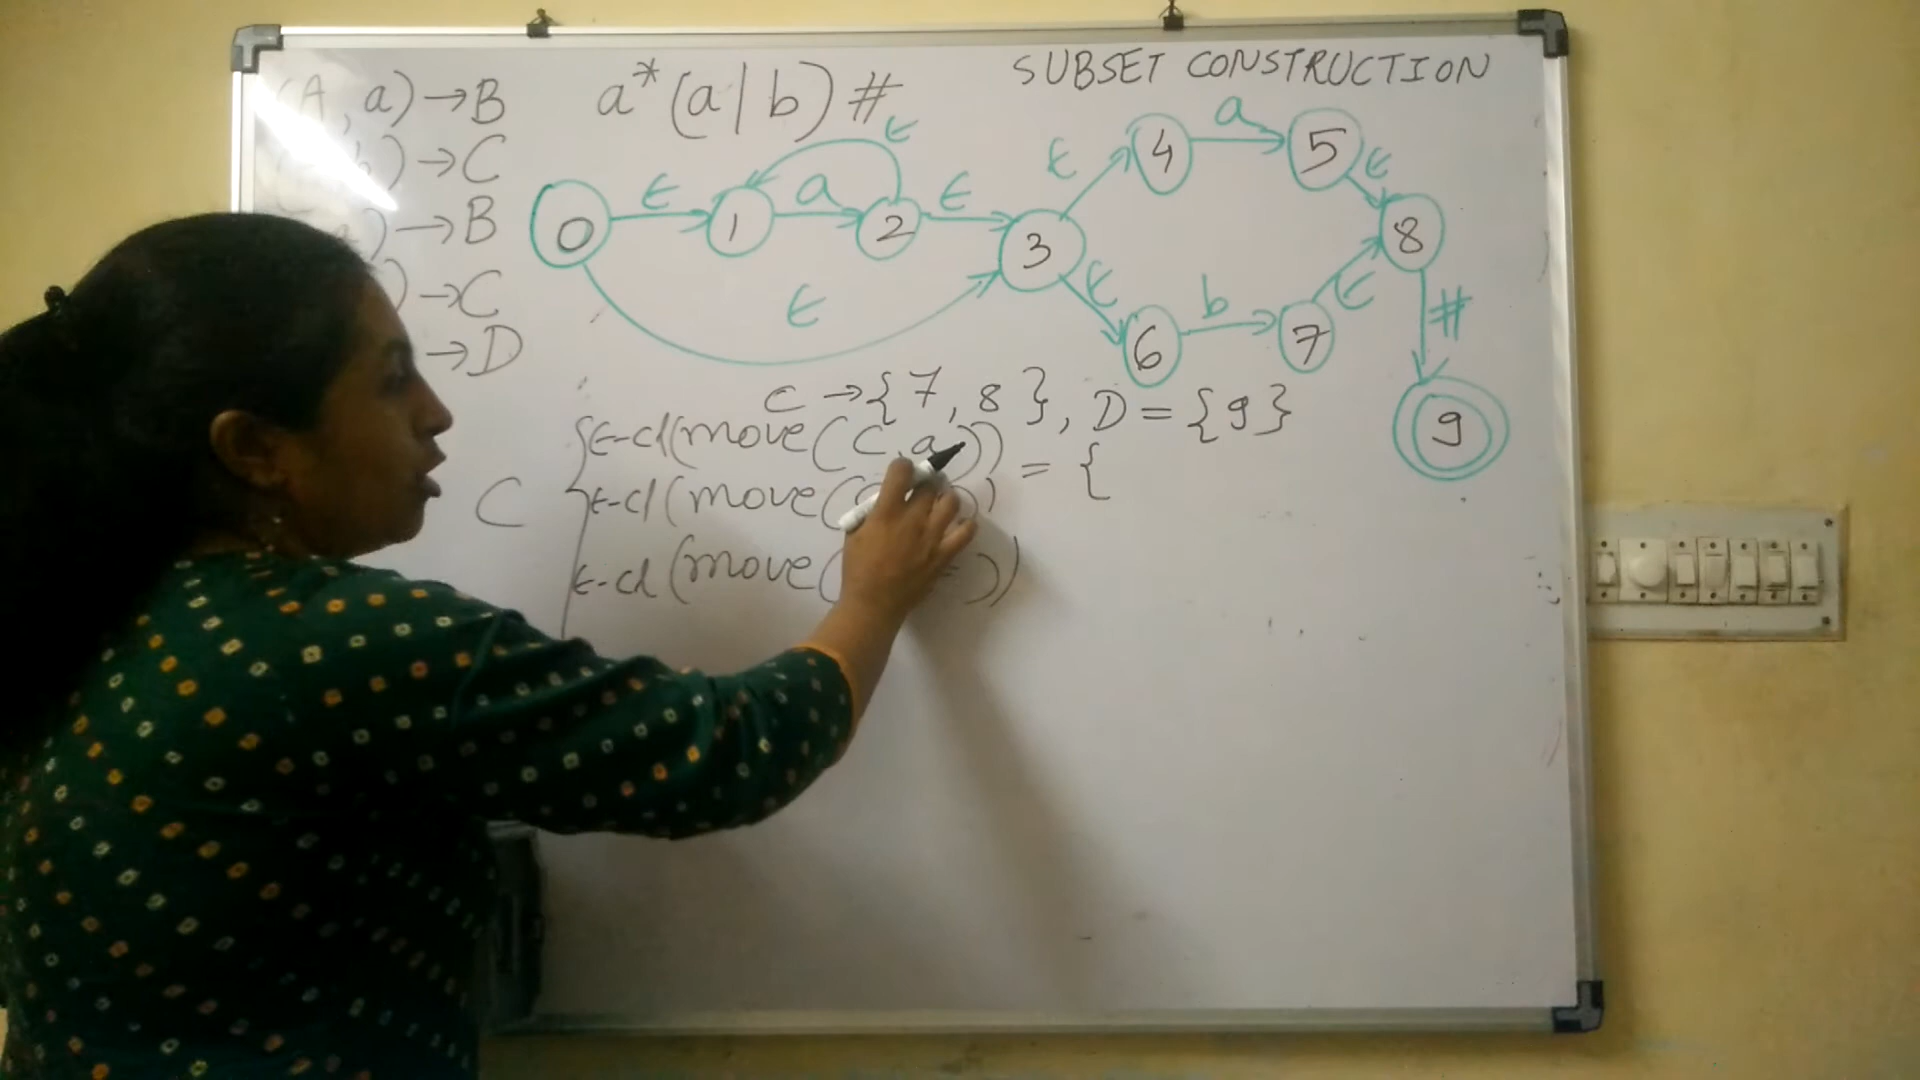 SUBSET CONSTRUCTION
a*(a|b)#
(A, a)→B
)→C
)→B
)→C
→D
0 ϵ 1 a 2 ϵ 3 ϵ 4 a 5 ϵ 8
ϵ
ϵ
ϵ 6 b 7 ϵ
# 9
C →{7, 8}, D = {9}
ϵ-cl(move(C, a)) = {
C
ϵ-cl(move(
ϵ-cl(move(